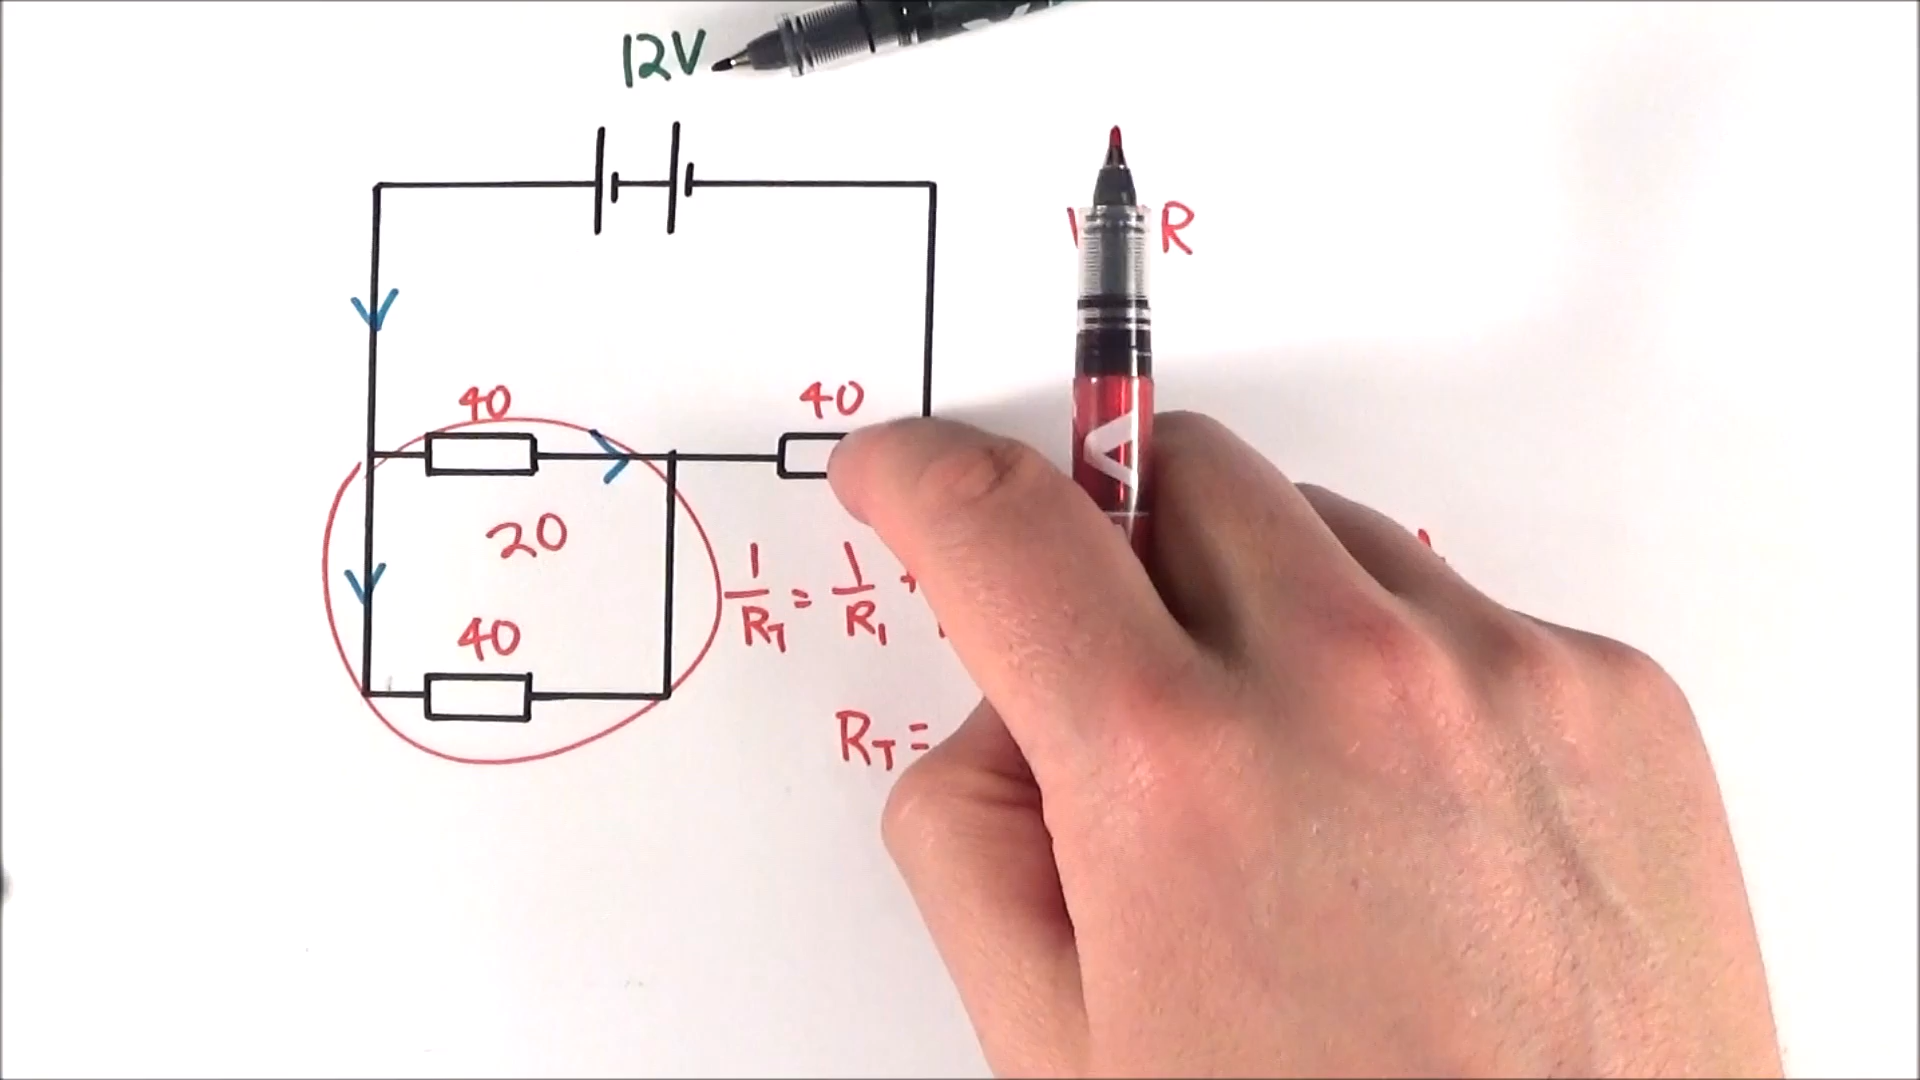 12V
R
40
40
20
1/R_T = 1/R_1 +
40
R_T =